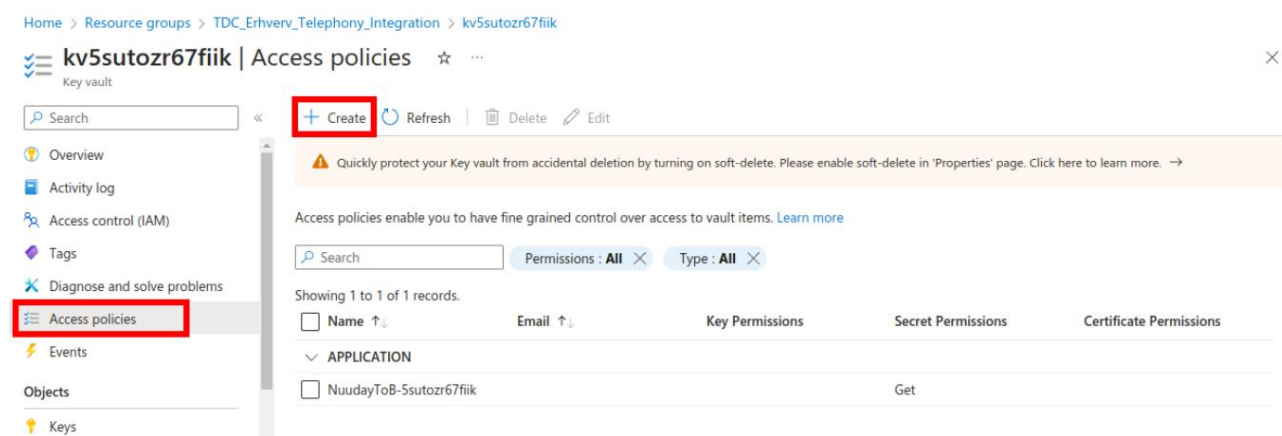 Home > Resource groups > TDC_Erhverv_Telephony_Integration > kv5sutozr67fiik
kv5sutozr67fiik | Access policies
Key vault
Search
Create Refresh Delete Edit
Overview
Quickly protect your Key vault from accidental deletion by turning on soft-delete. Please enable soft-delete in 'Properties' page. Click here to learn more. →
Activity log
Access control (IAM)
Tags
Diagnose and solve problems
Access policies
Events
Objects
Keys
Access policies enable you to have fine grained control over access to vault items. Learn more
Search Permissions : All Type : All
Showing 1 to 1 of 1 records.
Name ↑↓ Email ↑↓ Key Permissions Secret Permissions Certificate Permissions
APPLICATION
NuudayToB-5sutozr67fiik Get